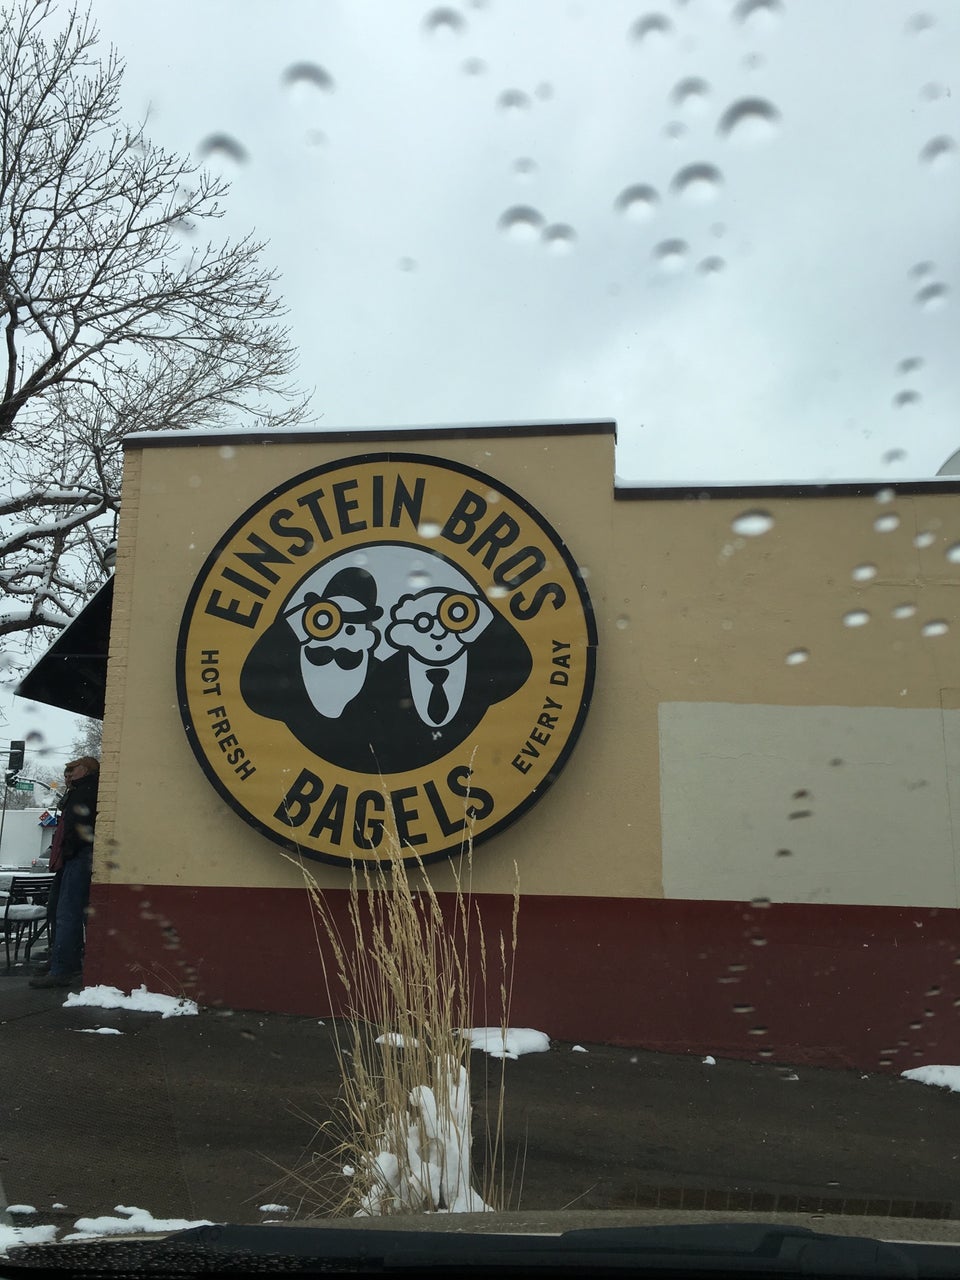 EINSTEIN BROS
HOT FRESH
EVERY DAY
BAGELS